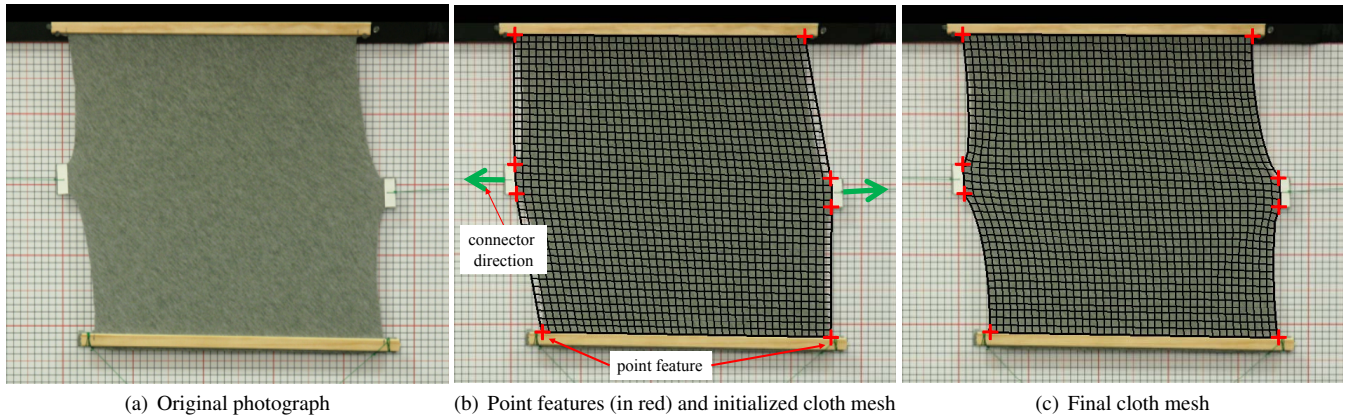 connector
direction
point feature
(a) Original photograph
(b) Point features (in red) and initialized cloth mesh
(c) Final cloth mesh